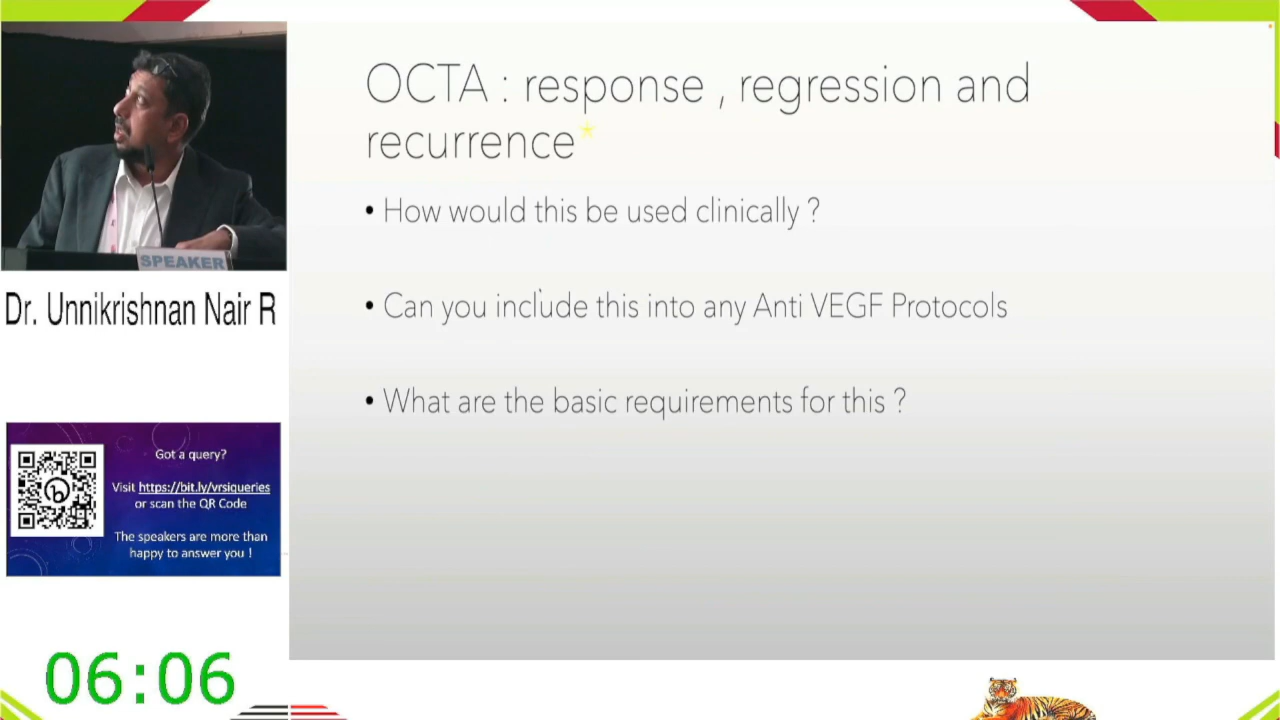 OCTA : response , regression and
recurrence*
• How would this be used clinically ?
• Can you include this into any Anti VEGF Protocols
• What are the basic requirements for this ?
SPEAKER
Dr. Unnikrishnan Nair R
Got a query?
Visit https://bit.ly/vrsiqueries
or scan the QR Code
The speakers are more than
happy to answer you !
06:06